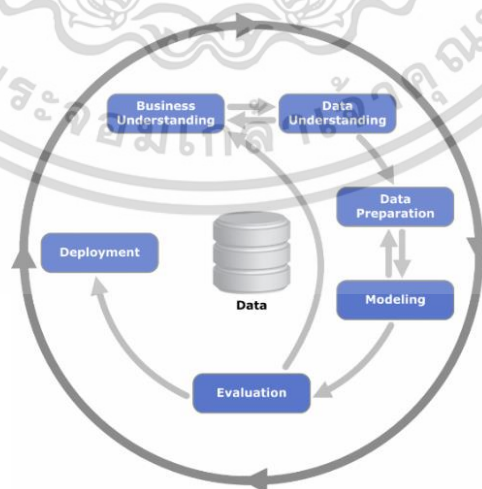 Business
Understanding
Data
Understanding
Data
Preparation
Modeling
Evaluation
Deployment
Data